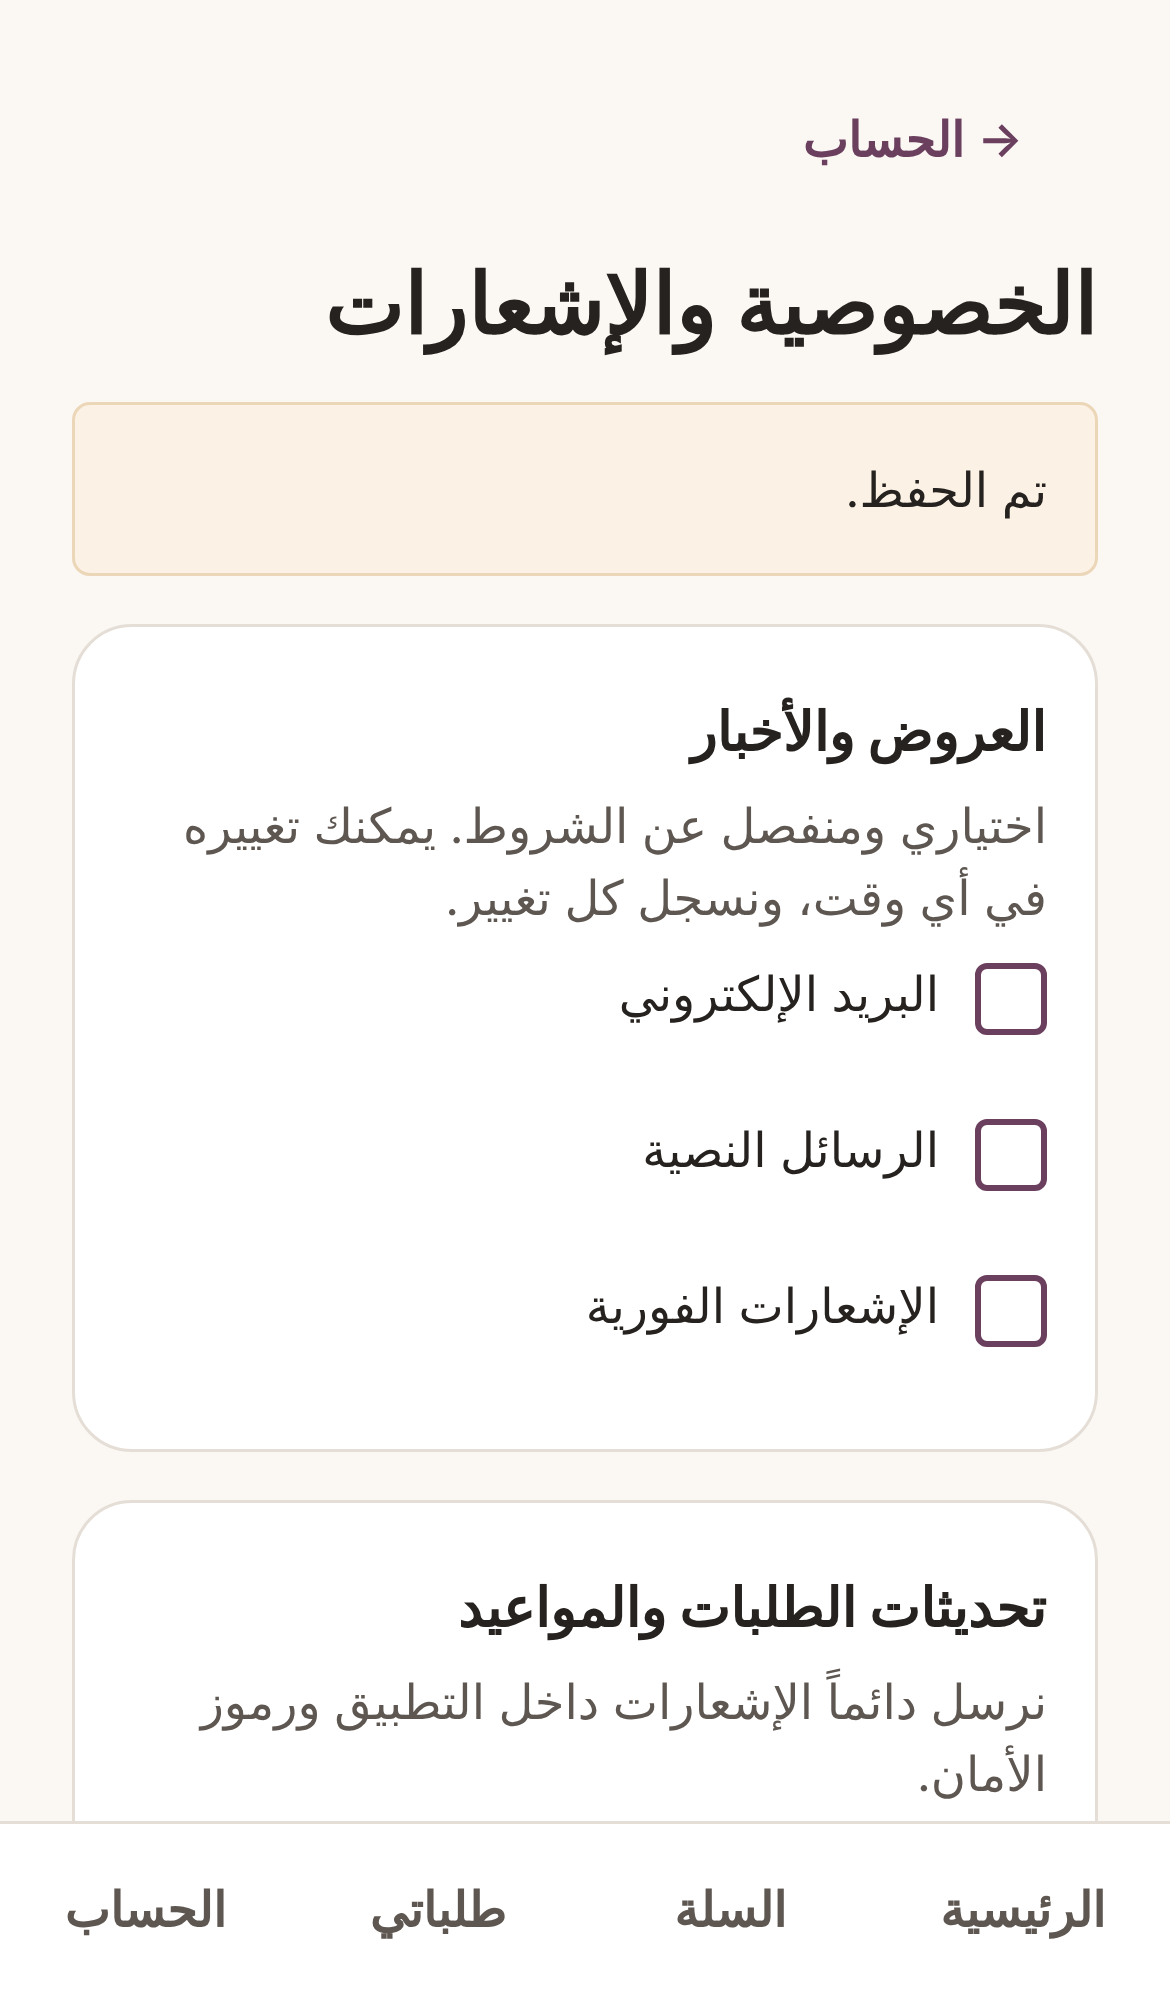 → الحساب
الخصوصية والإشعارات
تم الحفظ.
العروض والأخبار
اختياري ومنفصل عن الشروط. يمكنك تغييره
في أي وقت، ونسجل كل تغيير.
البريد الإلكتروني
الرسائل النصية
الإشعارات الفورية
تحديثات الطلبات والمواعيد
نرسل دائماً الإشعارات داخل التطبيق ورموز
الأمان.
الرئيسية
السلة
طلباتي
الحساب